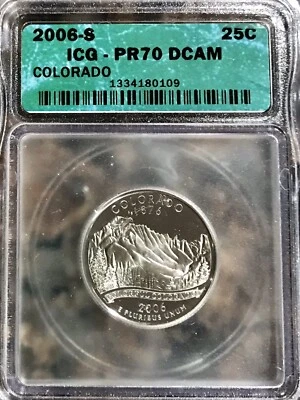 2006-S 25C
ICG - PR70 DCAM
COLORADO
1334180109
COLORADO
1876
2006
E PLURIBUS UNUM